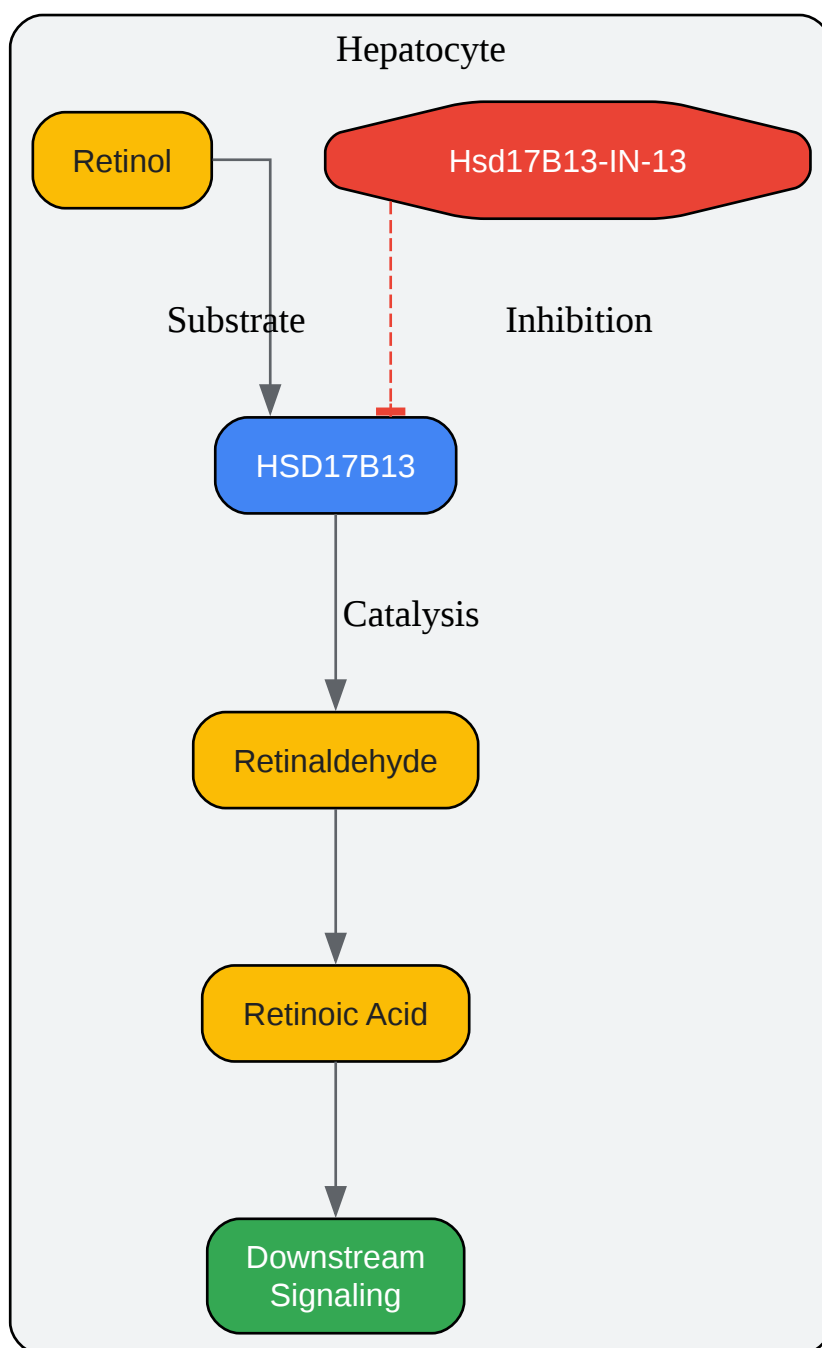 Hepatocyte
Retinol
Hsd17B13-IN-13
Substrate
Inhibition
HSD17B13
Catalysis
Retinaldehyde
Retinoic Acid
Downstream
Signaling